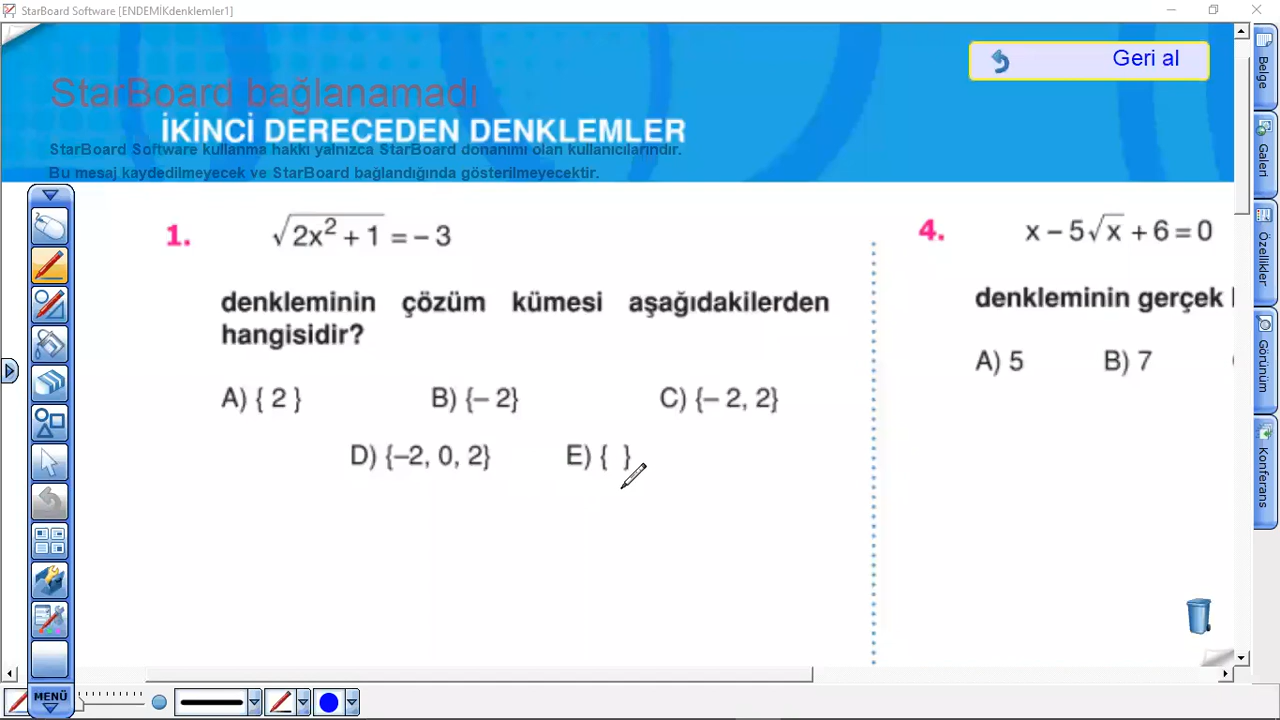 StarBoard Software [ENDEMİKdenklemler1]
Geri al
StarBoard bağlanamadı
İKİNCİ DERECEDEN DENKLEMLER
StarBoard Software kullanma hakkı yalnızca StarBoard donanımı olan kullanıcılarındır.
Bu mesaj kaydedilmeyecek ve StarBoard bağlandığında gösterilmeyecektir.
1. √2x² + 1 = – 3
denkleminin çözüm kümesi aşağıdakilerden
hangisidir?
A) { 2 } B) {– 2} C) {– 2, 2}
D) {–2, 0, 2} E) { }
4. x – 5√x + 6 = 0
denkleminin gerçek
A) 5 B) 7
Belge
Galeri
Özellikler
Görünüm
Konferans
MENÜ